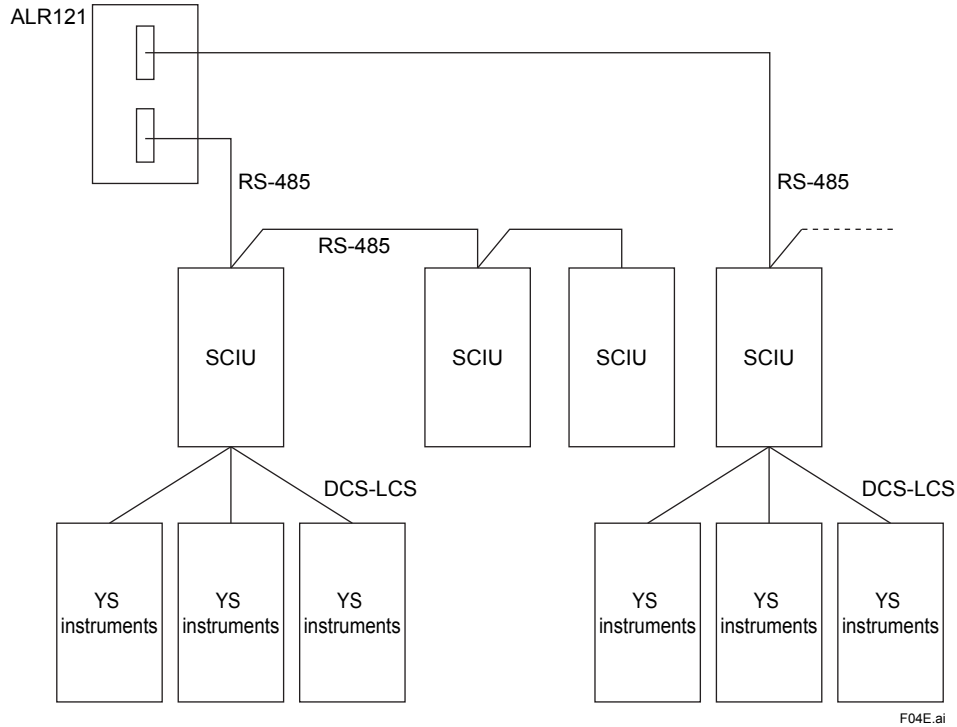 ALR121
RS-485
RS-485
RS-485
SCIU
SCIU
SCIU
SCIU
DCS-LCS
DCS-LCS
YS
instruments
YS
instruments
YS
instruments
YS
instruments
YS
instruments
YS
instruments
F04E.ai